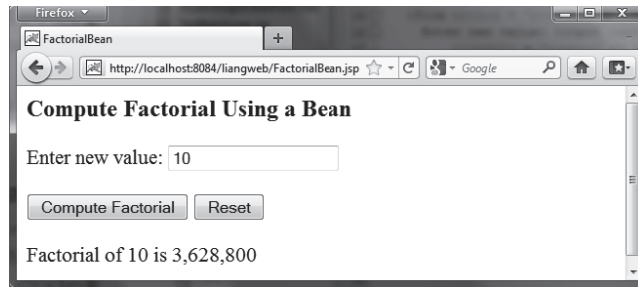 Firefox
FactorialBean
http://localhost:8084/liangweb/FactorialBean.jsp
Google
Compute Factorial Using a Bean
Enter new value: 10
Compute Factorial Reset
Factorial of 10 is 3,628,800